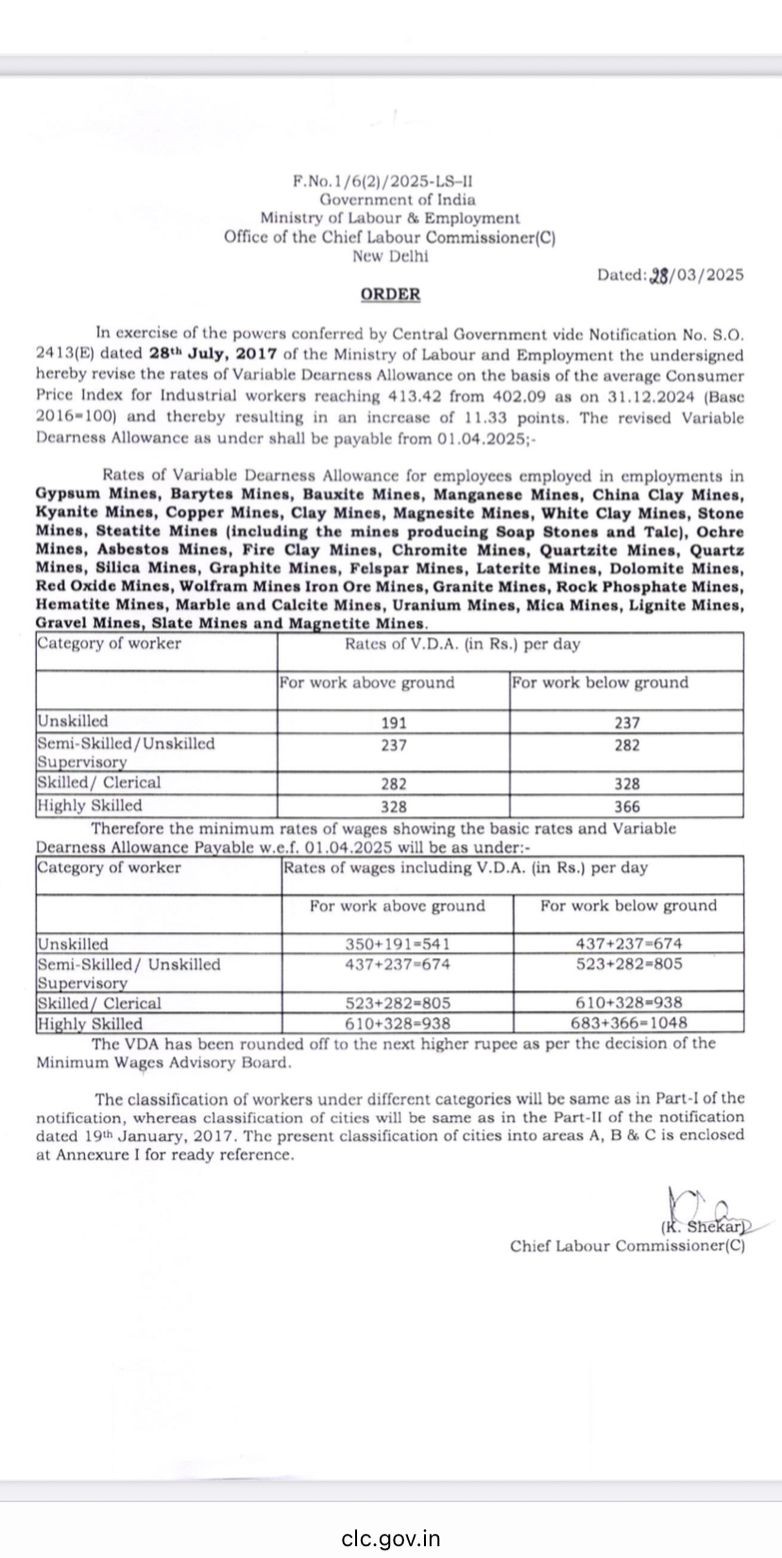 F.No.1/6(2)/2025-LS-II
Government of India
Ministry of Labour & Employment
Office of the Chief Labour Commissioner(C)
New Delhi
Dated:28/03/2025
ORDER
In exercise of the powers conferred by Central Government vide Notification No. S.O.
2413(E) dated 28th July, 2017 of the Ministry of Labour and Employment the undersigned
hereby revise the rates of Variable Dearness Allowance on the basis of the average Consumer
Price Index for Industrial workers reaching 413.42 from 402.09 as on 31.12.2024 (Base
2016=100) and thereby resulting in an increase of 11.33 points. The revised Variable
Dearness Allowance as under shall be payable from 01.04.2025;-
Rates of Variable Dearness Allowance for employees employed in employments in
Gypsum Mines, Barytes Mines, Bauxite Mines, Manganese Mines, China Clay Mines,
Kyanite Mines, Copper Mines, Clay Mines, Magnesite Mines, White Clay Mines, Stone
Mines, Steatite Mines (including the mines producing Soap Stones and Talc), Ochre
Mines, Asbestos Mines, Fire Clay Mines, Chromite Mines, Quartzite Mines, Quartz
Mines, Silica Mines, Graphite Mines, Felspar Mines, Laterite Mines, Dolomite Mines,
Red Oxide Mines, Wolfram Mines Iron Ore Mines, Granite Mines, Rock Phosphate Mines,
Hematite Mines, Marble and Calcite Mines, Uranium Mines, Mica Mines, Lignite Mines,
Gravel Mines, Slate Mines and Magnetite Mines.
Category of worker Rates of V.D.A. (in Rs.) per day
For work above ground For work below ground
Unskilled 191 237
Semi-Skilled/Unskilled 237 282
Supervisory
Skilled/ Clerical 282 328
Highly Skilled 328 366
Therefore the minimum rates of wages showing the basic rates and Variable
Dearness Allowance Payable w.e.f. 01.04.2025 will be as under:-
Category of worker Rates of wages including V.D.A. (in Rs.) per day
For work above ground For work below ground
Unskilled 350+191=541 437+237=674
Semi-Skilled/ Unskilled 437+237=674 523+282=805
Supervisory
Skilled/ Clerical 523+282=805 610+328=938
Highly Skilled 610+328=938 683+366=1048
The VDA has been rounded off to the next higher rupee as per the decision of the
Minimum Wages Advisory Board.
The classification of workers under different categories will be same as in Part-I of the
notification, whereas classification of cities will be same as in the Part-II of the notification
dated 19th January, 2017. The present classification of cities into areas A, B & C is enclosed
at Annexure I for ready reference.
(K. Shekar)
Chief Labour Commissioner(C)
clc.gov.in